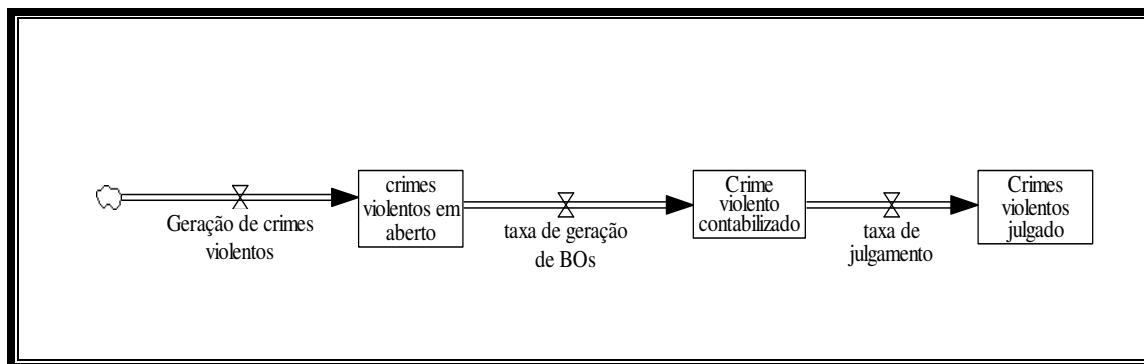 Geração de crimes
violentos
crimes
violentos em
aberto
taxa de geração
de BOs
Crime
violento
contabilizado
taxa de
julgamento
Crimes
violentos
julgado